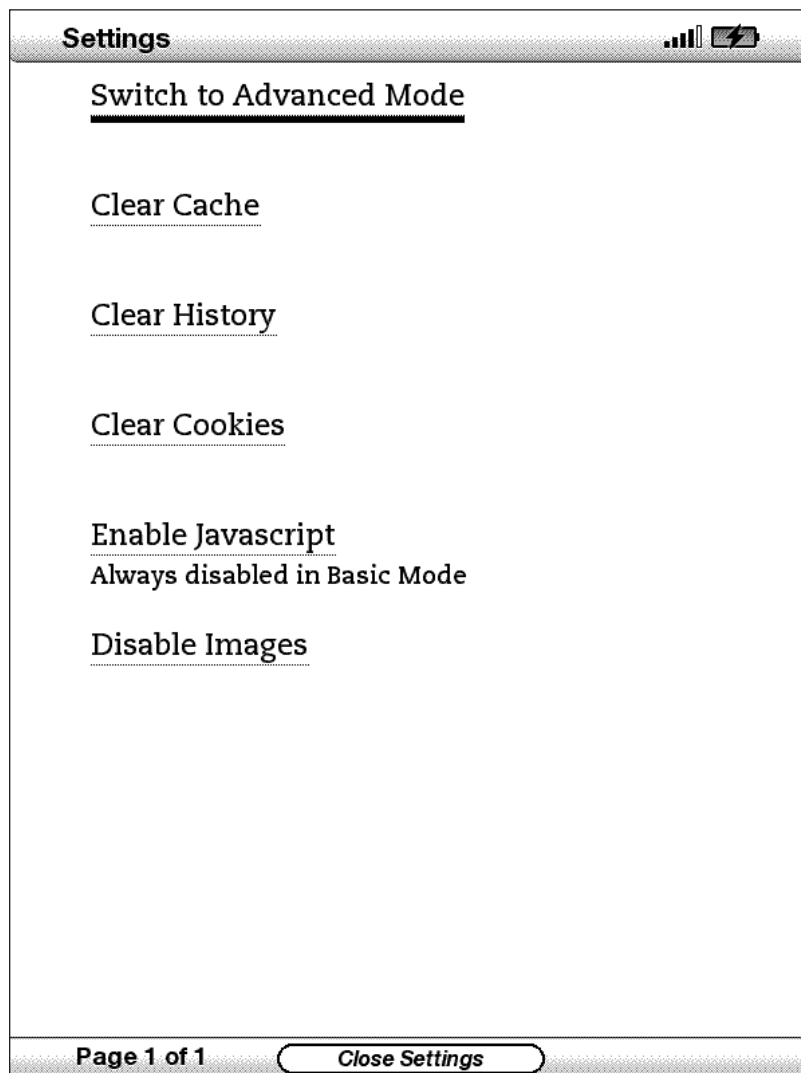 Settings
Switch to Advanced Mode
Clear Cache
Clear History
Clear Cookies
Enable Javascript
Always disabled in Basic Mode
Disable Images
Page 1 of 1 Close Settings